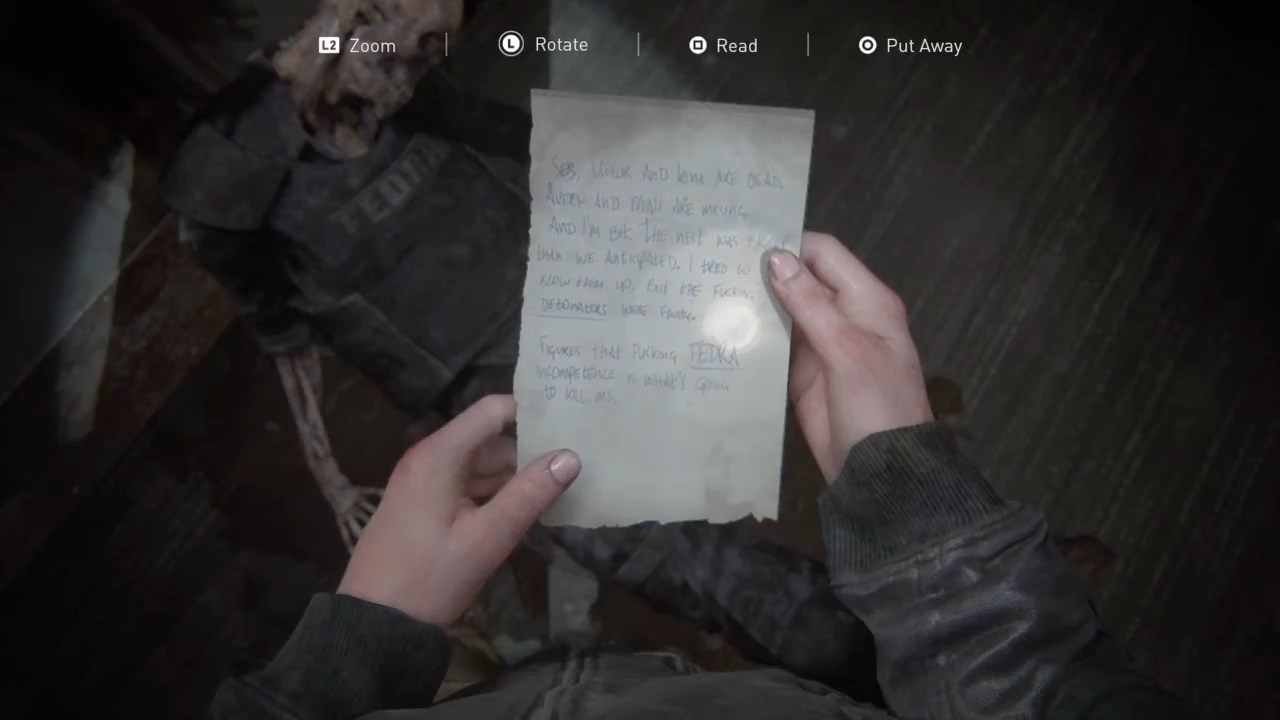 L2 Zoom
L Rotate
Read
Put Away
FEDRA
SEB, VICTOR AND ARE DEAD.
AVERY AND ARE MISSING.
AND I'M BIT. THE NEST WAS BIGGER
THAN WE ANTICIPATED. I TRIED TO
BLOW THEM UP, BUT THE FUCKING
DETONATORS WERE FAULTY.
FIGURES THAT FUCKING FEDRA
INCOMPETENCE IS WHAT'S GOING
TO KILL ME.